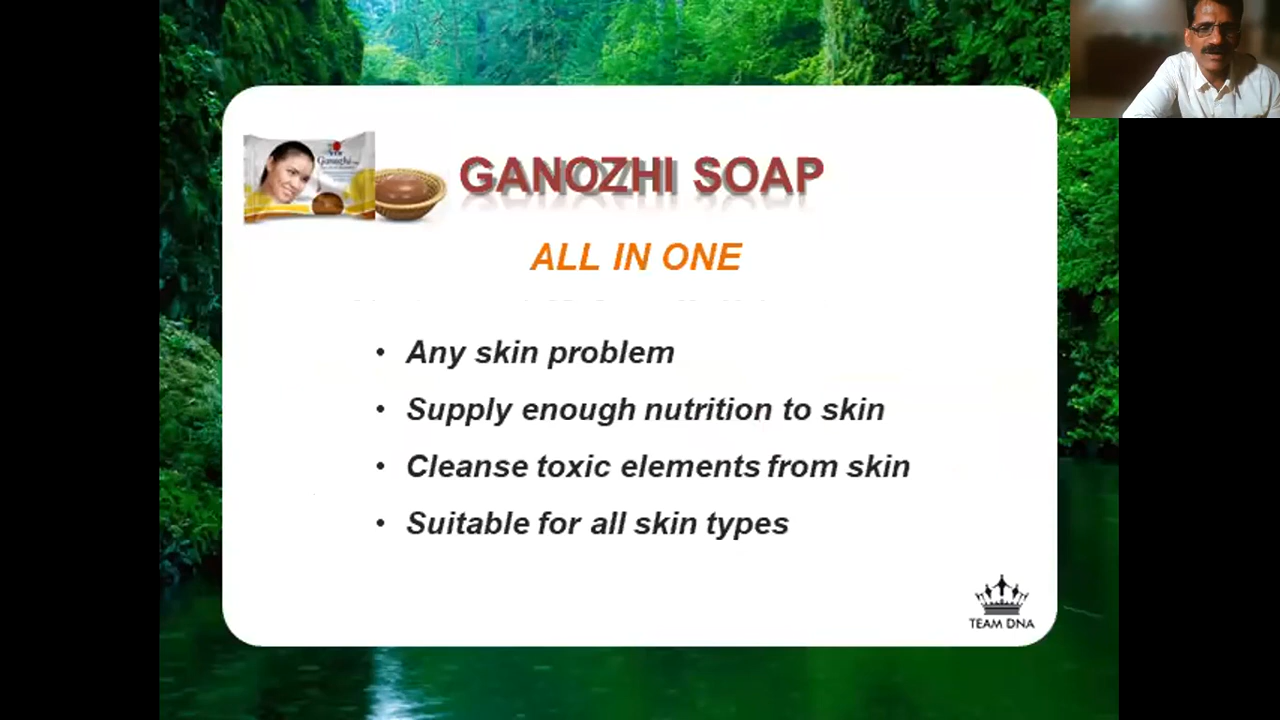 GANOZHI SOAP
ALL IN ONE
• Any skin problem
• Supply enough nutrition to skin
• Cleanse toxic elements from skin
• Suitable for all skin types
Ganozhi
TEAM DNA